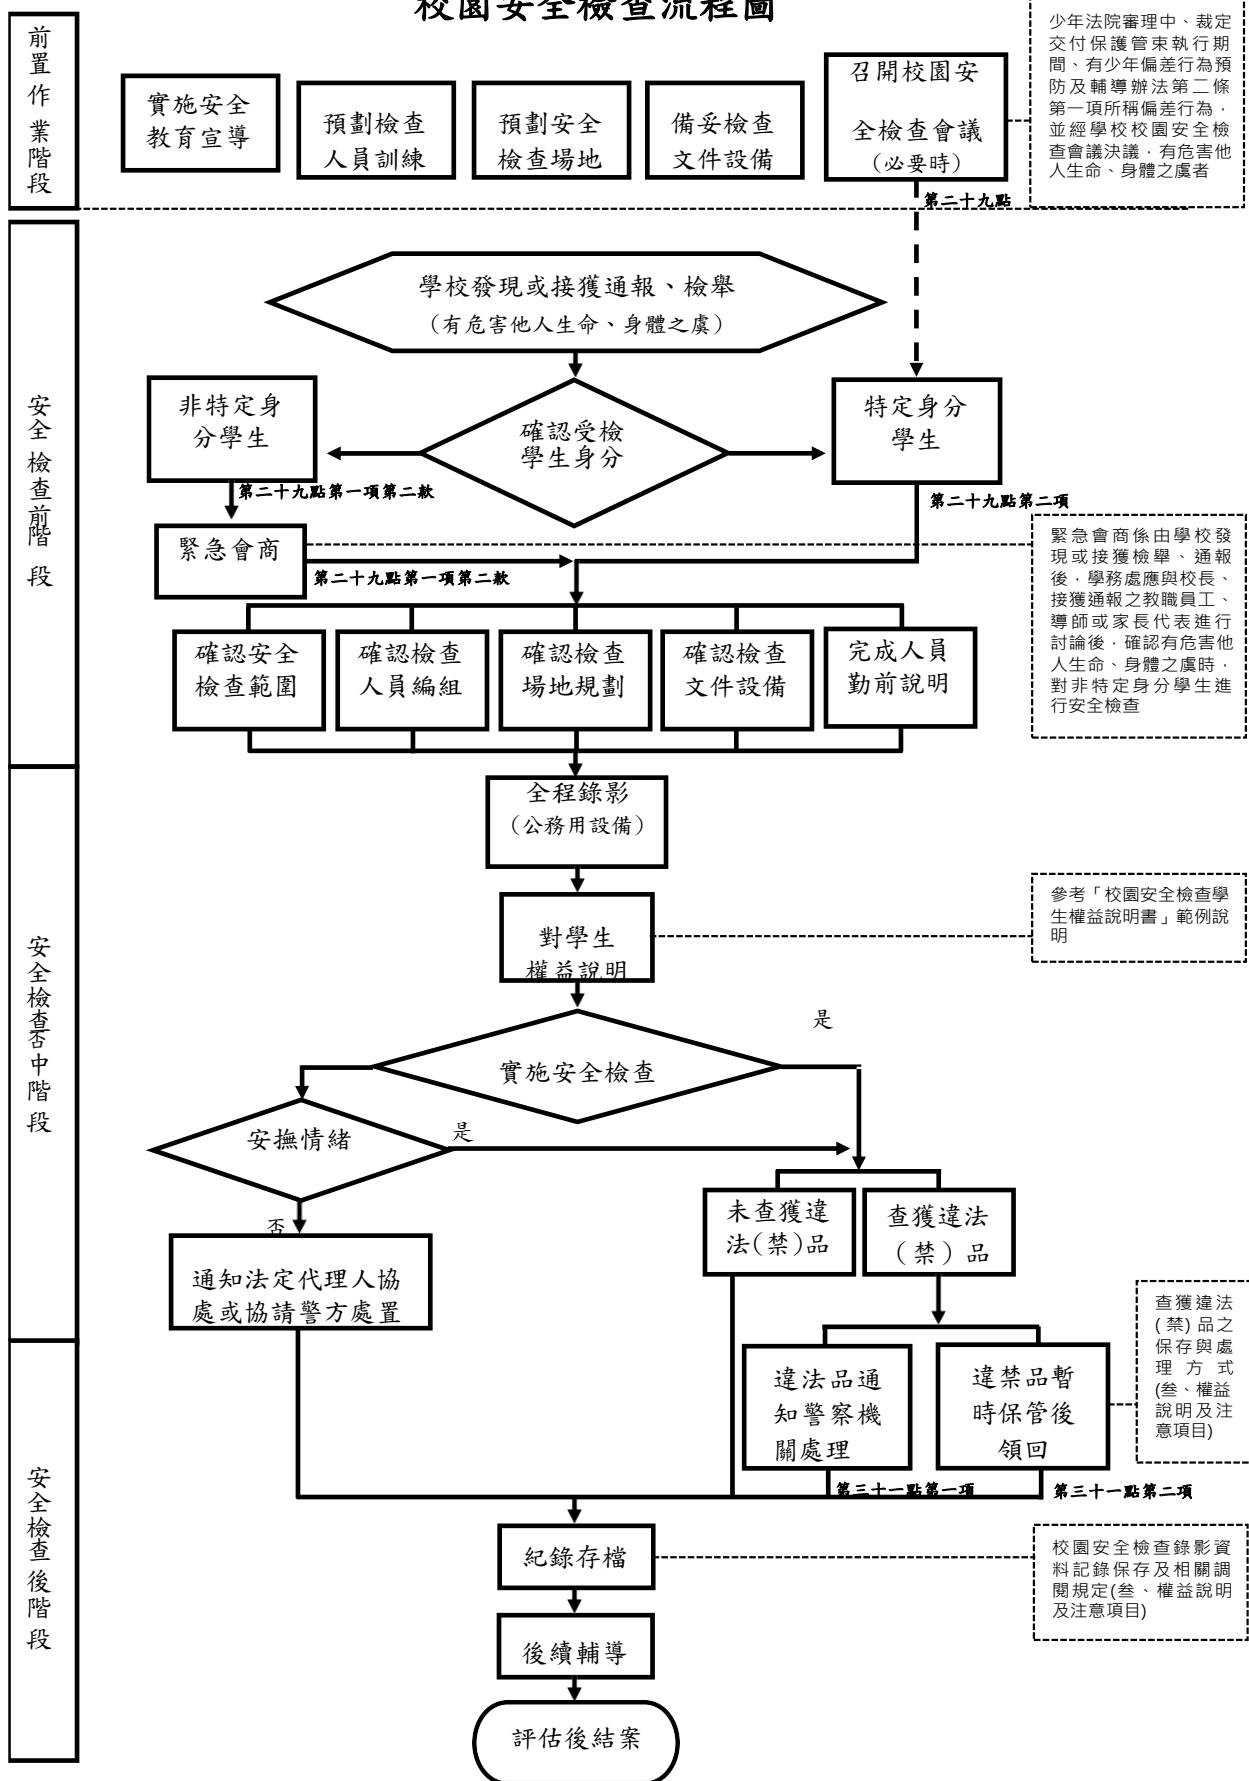 校園安全檢查流程圖
前
置
作
業
階
段
實施安全
教育宣導
預劃檢查
人員訓練
預劃安全
檢查場地
備妥檢查
文件設備
召開校園安
全檢查會議
(必要時)
少年法院審理中、裁定
交付保護管束執行期
間、有少年偏差行為預
防及輔導辦法第二條
第一項所稱偏差行為，
並經學校校園安全檢
查會議決議，有危害他
人生命、身體之虞者
第二十九點
安
全
檢
查
前
階
段
學校發現或接獲通報、檢舉
（有危害他人生命、身體之虞）
非特定身
分學生
確認受檢
學生身分
特定身分
學生
第二十九點第一項第二款
第二十九點第二項
緊急會商
第二十九點第一項第二款
緊急會商係由學校發
現或接獲檢舉、通報
後，學務處應與校長、
接獲通報之教職員工、
導師或家長代表進行
討論後，確認有危害他
人生命、身體之虞時，
對非特定身分學生進
行安全檢查
確認安全
檢查範圍
確認檢查
人員編組
確認檢查
場地規劃
確認檢查
文件設備
完成人員
勤前說明
安
全
檢
查
否
中
階
段
全程錄影
（公務用設備）
對學生
權益說明
參考「校園安全檢查學
生權益說明書」範例說
明
是
實施安全檢查
安撫情緒
是
否
未查獲違
法(禁)品
查獲違法
（禁）品
通知法定代理人協
處或協請警方處置
查獲違法
(禁)品之
保存與處
理方式
(叁、權益
說明及注
意項目)
違法品通
知警察機
關處理
違禁品暫
時保管後
領回
第三十一點第一項
第三十一點第二項
安
全
檢
查
後
階
段
紀錄存檔
校園安全檢查錄影資
料記錄保存及相關調
閱規定(叁、權益說明
及注意項目)
後續輔導
評估後結案